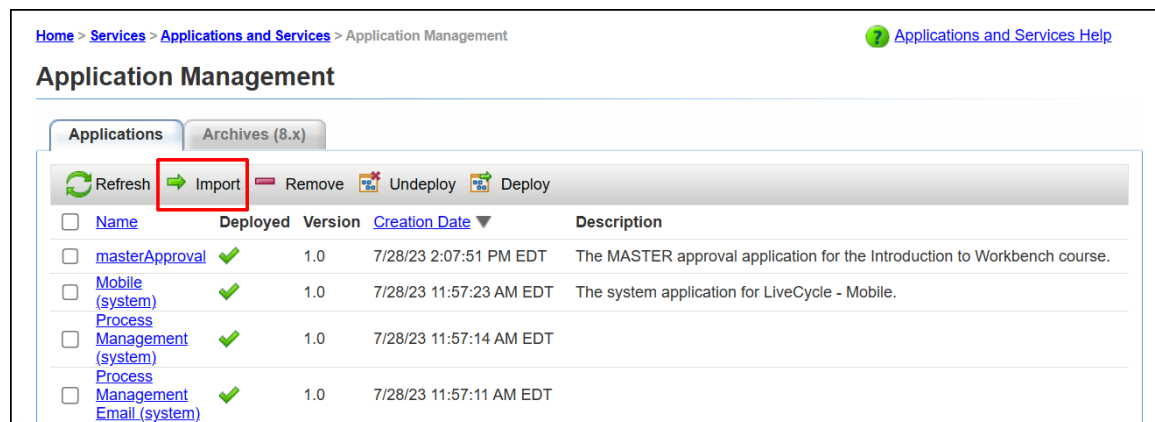 Home > Services > Applications and Services > Application Management
Applications and Services Help
Application Management
Applications Archives (8.x)
Refresh Import Remove Undeploy Deploy
Name Deployed Version Creation Date Description
masterApproval 1.0 7/28/23 2:07:51 PM EDT The MASTER approval application for the Introduction to Workbench course.
Mobile
(system) 1.0 7/28/23 11:57:23 AM EDT The system application for LiveCycle - Mobile.
Process
Management 1.0 7/28/23 11:57:14 AM EDT
(system)
Process
Management 1.0 7/28/23 11:57:11 AM EDT
Email (system)